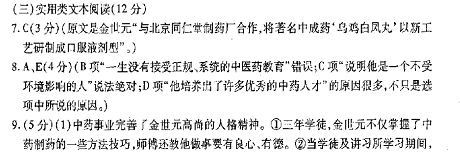 (三)实用类文本阅读(12分)
7.C(3分)(原文是金世元“与北京同仁堂制药厂合作,将著名中成药‘乌鸡白凤丸’以新工
艺研制成口服液剂型”。)
8.A、E(4分)(B项“一生没有接受正规、系统的中医药教育”错误;C项“说明他是一个不受
环境影响的人”说法绝对;D项“他培养出了许多优秀的中药人才”的原因很多,不只是选
项中所说的原因。)
9.(5分)(1)中药事业完善了金世元高尚的人格精神。①三年学徒,金世元不仅掌握了中
药制药的一些方法技巧,师傅还教他做事要有良心、有德。②当学徒及讲习所学习期间,